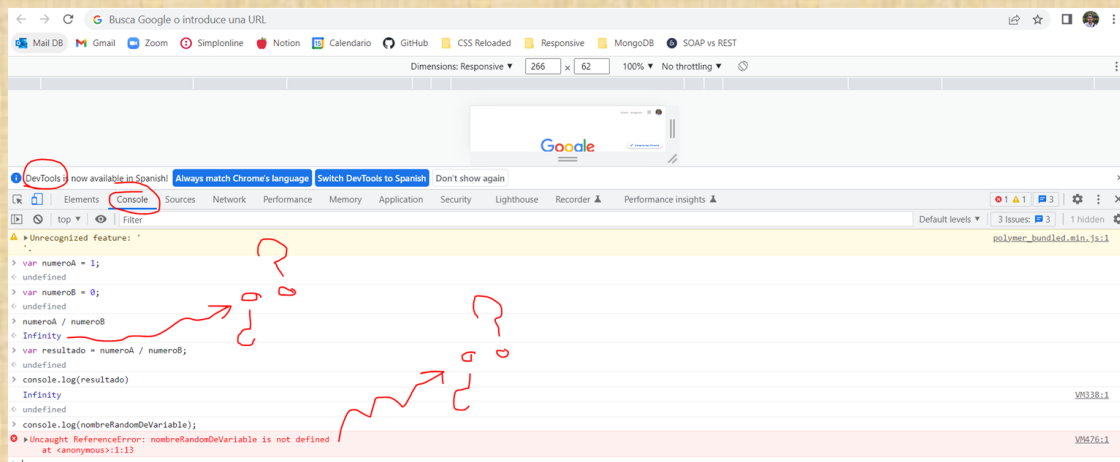 Busca Google o introduce una URL
Mail DB Gmail Zoom Simplonline Notion Calendario GitHub CSS Reloaded Responsive MongoDB SOAP vs REST
Dimensions: Responsive ▼ 266 x 62 100% ▼ No throttling ▼
Google
DevTools is now available in Spanish! Always match Chrome's language Switch DevTools to Spanish Don't show again
Elements Console Sources Network Performance Memory Application Security Lighthouse Recorder Performance insights 1 1 3
top ▼ Filter Default levels ▼ 3 Issues: 3 1 hidden
Unrecognized feature: ' polymer_bundled.min.js:1
'.
> var numeroA = 1;
undefined
> var numeroB = 0;
undefined
> numeroA / numeroB
Infinity
> var resultado = numeroA / numeroB;
undefined
> console.log(resultado)
Infinity VM338:1
undefined
> console.log(nombreRandomDeVariable);
Uncaught ReferenceError: nombreRandomDeVariable is not defined VM476:1
at <anonymous>:1:13
¿?
¿?